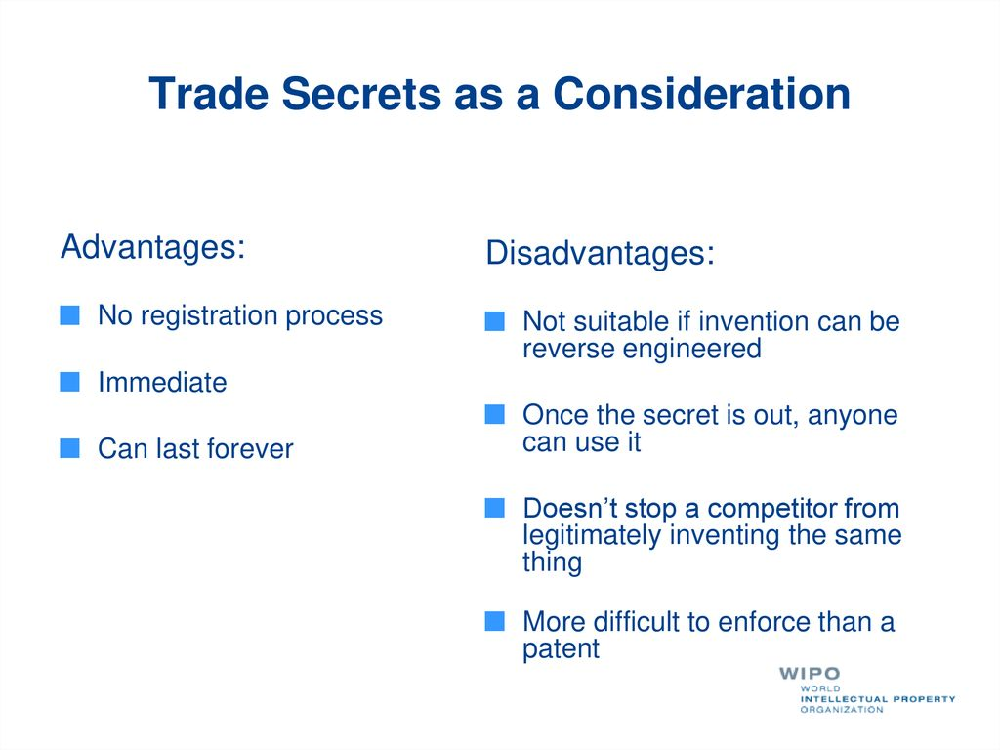 Trade Secrets as a Consideration
Advantages:
No registration process
Immediate
Can last forever
Disadvantages:
Not suitable if invention can be
reverse engineered
Once the secret is out, anyone
can use it
Doesn’t stop a competitor from
legitimately inventing the same
thing
More difficult to enforce than a
patent
WIPO
WORLD
INTELLECTUAL PROPERTY
ORGANIZATION